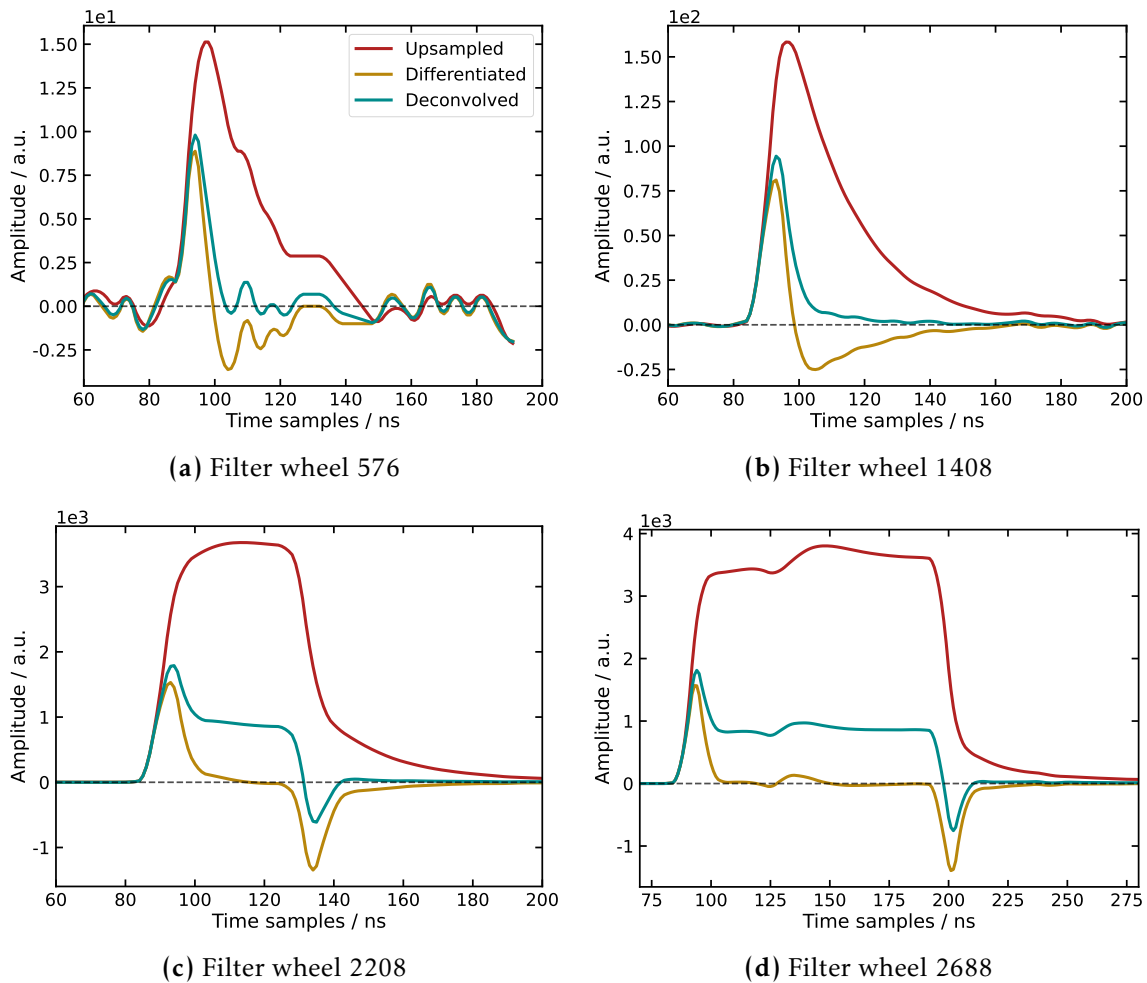 1e1
1.50
1.25
1.00
0.75
0.50
0.25
0.00
-0.25
Amplitude / a.u.
Upsampled
Differentiated
Deconvolved
60 80 100 120 140 160 180 200
Time samples / ns
(a) Filter wheel 576
1e2
1.50
1.25
1.00
0.75
0.50
0.25
0.00
-0.25
Amplitude / a.u.
60 80 100 120 140 160 180 200
Time samples / ns
(b) Filter wheel 1408
1e3
3
2
1
0
-1
Amplitude / a.u.
60 80 100 120 140 160 180 200
Time samples / ns
(c) Filter wheel 2208
1e3
4
3
2
1
0
-1
Amplitude / a.u.
75 100 125 150 175 200 225 250 275
Time samples / ns
(d) Filter wheel 2688